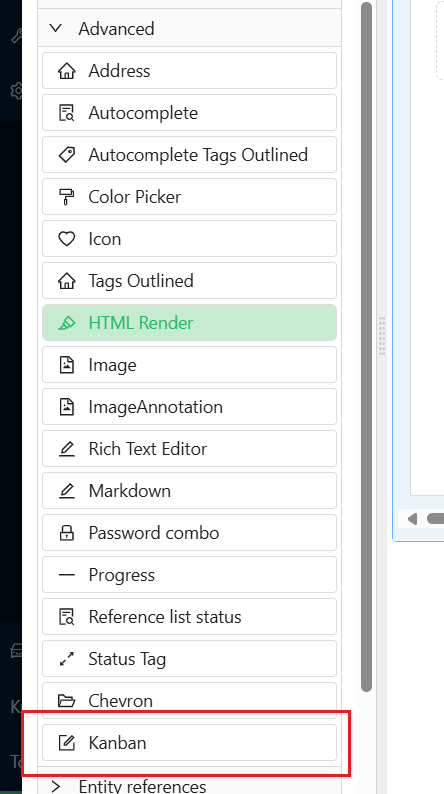 Advanced
Address
Autocomplete
Autocomplete Tags Outlined
Color Picker
Icon
Tags Outlined
HTML Render
Image
ImageAnnotation
Rich Text Editor
Markdown
Password combo
Progress
Reference list status
Status Tag
Chevron
Kanban
Entity references